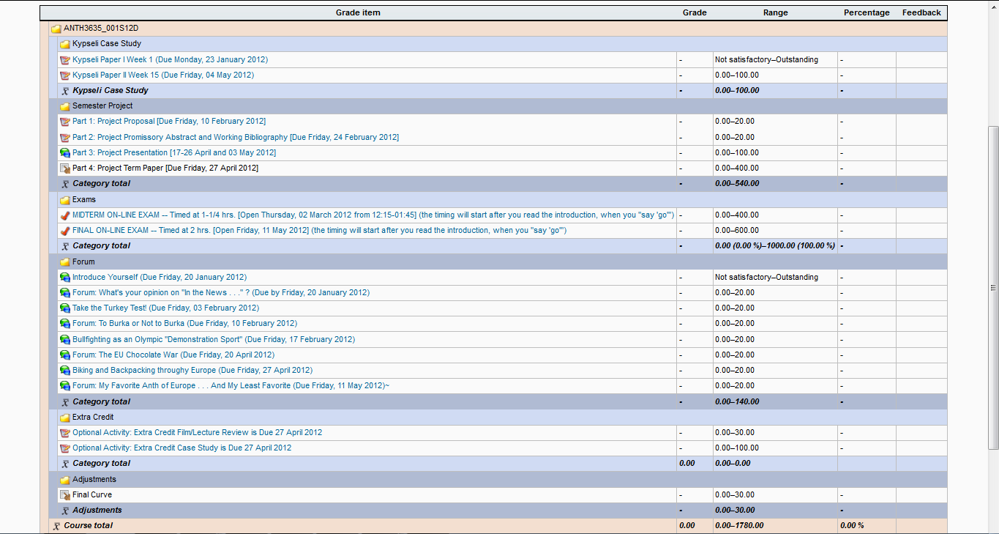 Grade item Grade Range Percentage Feedback
ANTH3635_001S12D
Kypseli Case Study
Kypseli Paper I Week 1 (Due Monday, 23 January 2012) - Not satisfactory–Outstanding -
Kypseli Paper II Week 15 (Due Friday, 04 May 2012) - 0.00–100.00 -
x̅ Kypseli Case Study - 0.00–100.00 -
Semester Project
Part 1: Project Proposal [Due Friday, 10 February 2012] - 0.00–20.00 -
Part 2: Project Promissory Abstract and Working Bibliography [Due Friday, 24 February 2012] - 0.00–20.00 -
Part 3: Project Presentation [17-26 April and 03 May 2012] - 0.00–100.00 -
Part 4: Project Term Paper [Due Friday, 27 April 2012] - 0.00–400.00 -
x̅ Category total - 0.00–540.00 -
Exams
MIDTERM ON-LINE EXAM -- Timed at 1-1/4 hrs. [Open Thursday, 02 March 2012 from 12:15-01:45] (the timing will start after you read the introduction, when you "say 'go'") - 0.00–400.00 -
FINAL ON-LINE EXAM -- Timed at 2 hrs. [Open Friday, 11 May 2012] (the timing will start after you read the introduction, when you "say 'go'") - 0.00–600.00 -
x̅ Category total - 0.00 (0.00 %)–1000.00 (100.00 %) -
Forum
Introduce Yourself (Due Friday, 20 January 2012) - Not satisfactory–Outstanding -
Forum: What's your opinion on "In the News . . ." ? (Due by Friday, 20 January 2012) - 0.00–20.00 -
Take the Turkey Test! (Due Friday, 03 February 2012) - 0.00–20.00 -
Forum: To Burka or Not to Burka (Due Friday, 10 February 2012) - 0.00–20.00 -
Bullfighting as an Olympic "Demonstration Sport" (Due Friday, 17 February 2012) - 0.00–20.00 -
Forum: The EU Chocolate War (Due Friday, 20 April 2012) - 0.00–20.00 -
Biking and Backpacking throughy Europe (Due Friday, 27 April 2012) - 0.00–20.00 -
Forum: My Favorite Anth of Europe . . . And My Least Favorite (Due Friday, 11 May 2012)~ - 0.00–20.00 -
x̅ Category total - 0.00–140.00 -
Extra Credit
Optional Activity: Extra Credit Film/Lecture Review is Due 27 April 2012 - 0.00–30.00 -
Optional Activity: Extra Credit Case Study is Due 27 April 2012 - 0.00–100.00 -
x̅ Category total 0.00 0.00–0.00
Adjustments
Final Curve - 0.00–30.00 -
x̅ Adjustments - 0.00–30.00 -
x̅ Course total 0.00 0.00–1780.00 0.00 %